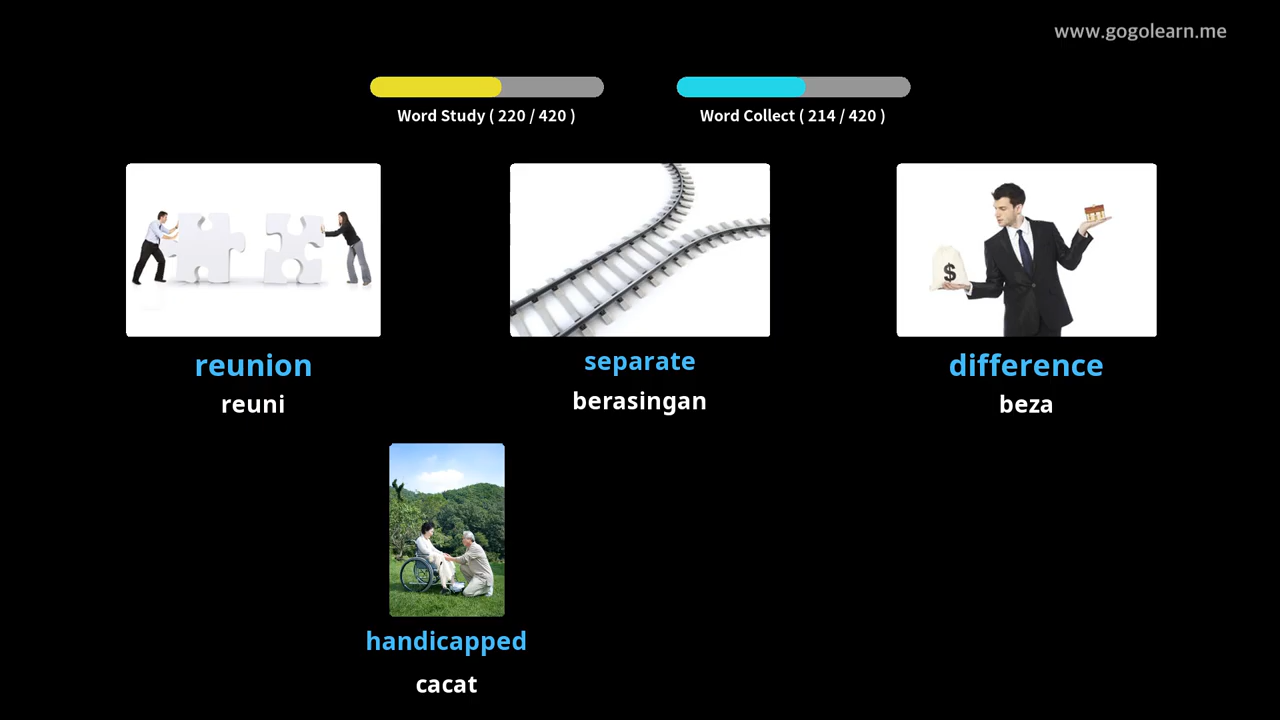 www.gogolearn.me
Word Study ( 220 / 420 )
Word Collect ( 214 / 420 )
$
reunion
reuni
separate
berasingan
difference
beza
handicapped
cacat